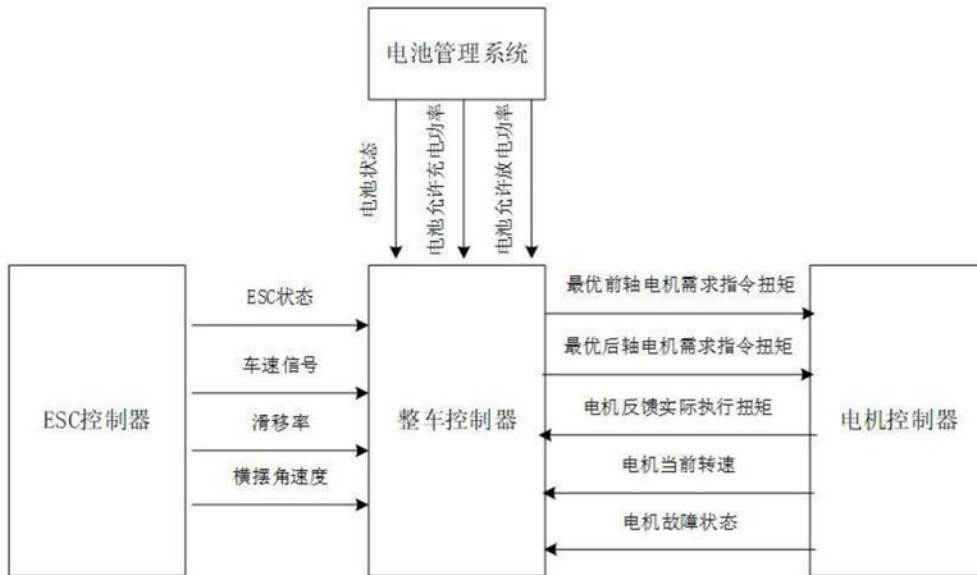 电池管理系统
电池状态
电池允许充电功率
电池允许放电功率
ESC控制器
ESC状态
车速信号
滑移率
横摆角速度
整车控制器
最优前轴电机需求指令扭矩
最优后轴电机需求指令扭矩
电机反馈实际执行扭矩
电机当前转速
电机故障状态
电机控制器